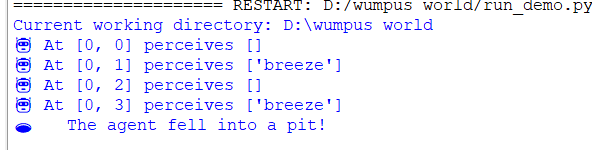 ===================== RESTART: D:/wumpus world/run_demo.py
Current working directory: D:\wumpus world
🤖 At [0, 0] perceives []
🤖 At [0, 1] perceives ['breeze']
🤖 At [0, 2] perceives []
🤖 At [0, 3] perceives ['breeze']
🕳 The agent fell into a pit!